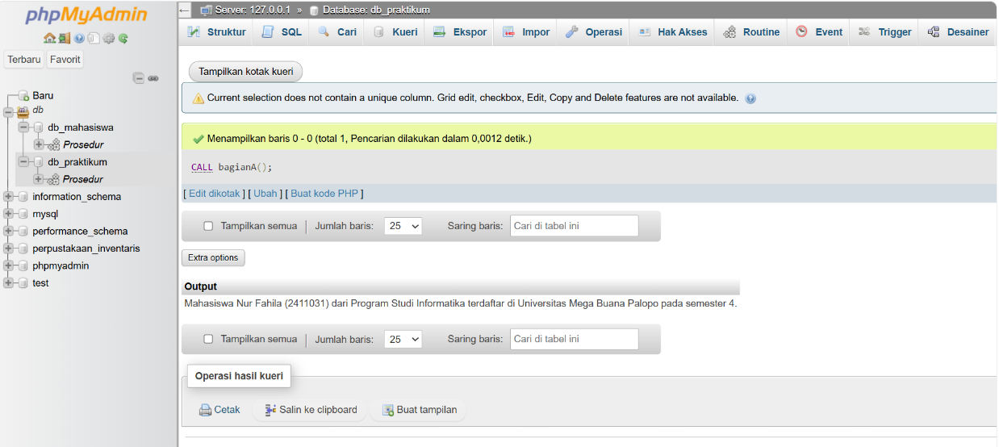 phpMyAdmin
Terbaru Favorit
Baru
db
db_mahasiswa
Prosedur
db_praktikum
Prosedur
information_schema
mysql
performance_schema
perpustakaan_inventaris
phpmyadmin
test
Server: 127.0.0.1 » Database: db_praktikum
Struktur SQL Cari Kueri Ekspor Impor Operasi Hak Akses Routine Event Trigger Desainer
Tampilkan kotak kueri
Current selection does not contain a unique column. Grid edit, checkbox, Edit, Copy and Delete features are not available.
Menampilkan baris 0 - 0 (total 1, Pencarian dilakukan dalam 0,0012 detik.)
CALL bagianA();
[ Edit dikotak ] [ Ubah ] [ Buat kode PHP ]
Tampilkan semua | Jumlah baris: 25 Saring baris: Cari di tabel ini
Extra options
Output
Mahasiswa Nur Fahila (2411031) dari Program Studi Informatika terdaftar di Universitas Mega Buana Palopo pada semester 4.
Tampilkan semua | Jumlah baris: 25 Saring baris: Cari di tabel ini
Operasi hasil kueri
Cetak Salin ke clipboard Buat tampilan